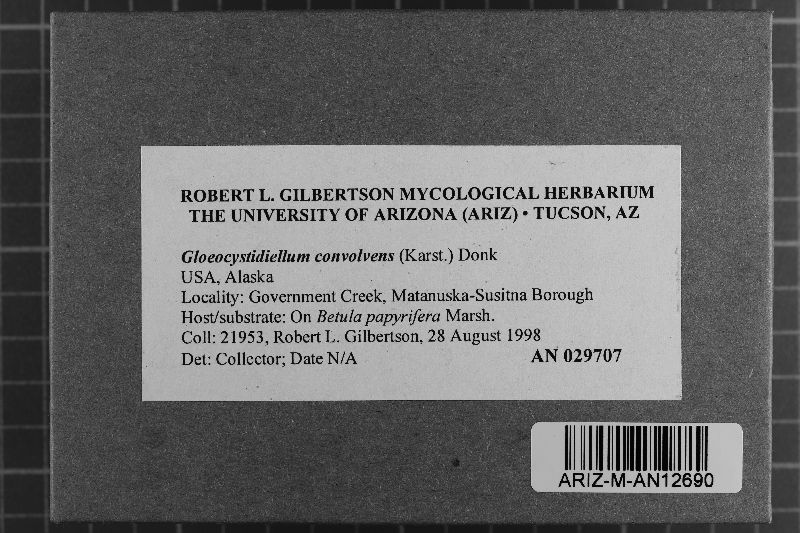 ROBERT L. GILBERTSON MYCOLOGICAL HERBARIUM
THE UNIVERSITY OF ARIZONA (ARIZ) • TUCSON, AZ
Gloeocystidiellum convolvens (Karst.) Donk
USA, Alaska
Locality: Government Creek, Matanuska-Susitna Borough
Host/substrate: On Betula papyrifera Marsh.
Coll: 21953, Robert L. Gilbertson, 28 August 1998
Det: Collector; Date N/A AN 029707
ARIZ-M-AN12690